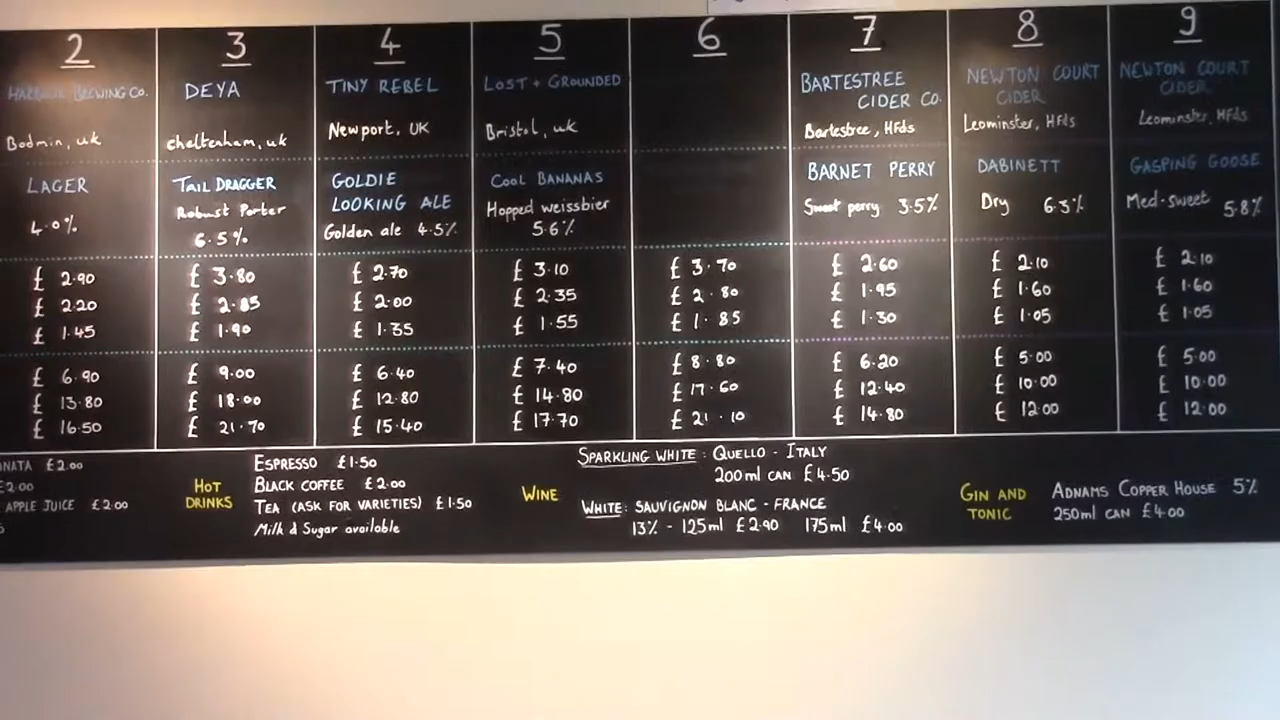 2
HARBOUR BREWING CO.
Bodmin, UK
LAGER
4.0%
£ 2.90
£ 2.20
£ 1.45
£ 6.90
£ 13.80
£ 16.50
3
DEYA
Cheltenham, UK
TAIL DRAGGER
Robust Porter
6.5%
£ 3.80
£ 2.85
£ 1.90
£ 9.00
£ 18.00
£ 21.70
4
TINY REBEL
Newport, UK
GOLDIE
LOOKING ALE
Golden ale 4.5%
£ 2.70
£ 2.00
£ 1.35
£ 6.40
£ 12.80
£ 15.40
5
LOST + GROUNDED
Bristol, UK
COOL BANANAS
Hopped weissbier
5.6%
£ 3.10
£ 2.35
£ 1.55
£ 7.40
£ 14.80
£ 17.70
6
£ 3.70
£ 2.80
£ 1.85
£ 8.80
£ 17.60
£ 21.10
7
BARTESTREE
CIDER CO.
Bartestree, HFds
BARNET PERRY
Sweet perry 3.5%
£ 2.60
£ 1.95
£ 1.30
£ 6.20
£ 12.40
£ 14.80
8
NEWTON COURT
CIDER
Leominster, HFds
DABINETT
Dry 6.3%
£ 2.10
£ 1.60
£ 1.05
£ 5.00
£ 10.00
£ 12.00
9
NEWTON COURT
CIDER
Leominster, HFds
GASPING GOOSE
Med-sweet 5.8%
£ 2.10
£ 1.60
£ 1.05
£ 5.00
£ 10.00
£ 12.00
NATA £2.00
£2.00
APPLE JUICE £2.00
HOT
DRINKS
ESPRESSO £1.50
BLACK COFFEE £2.00
TEA (ASK FOR VARIETIES) £1.50
Milk & Sugar available
WINE
SPARKLING WHITE: QUELLO - ITALY
200ml CAN £4.50
WHITE: SAUVIGNON BLANC - FRANCE
13% - 125ml £2.90 175ml £4.00
GIN AND
TONIC
ADNAMS COPPER HOUSE 5%
250ml CAN £4.00